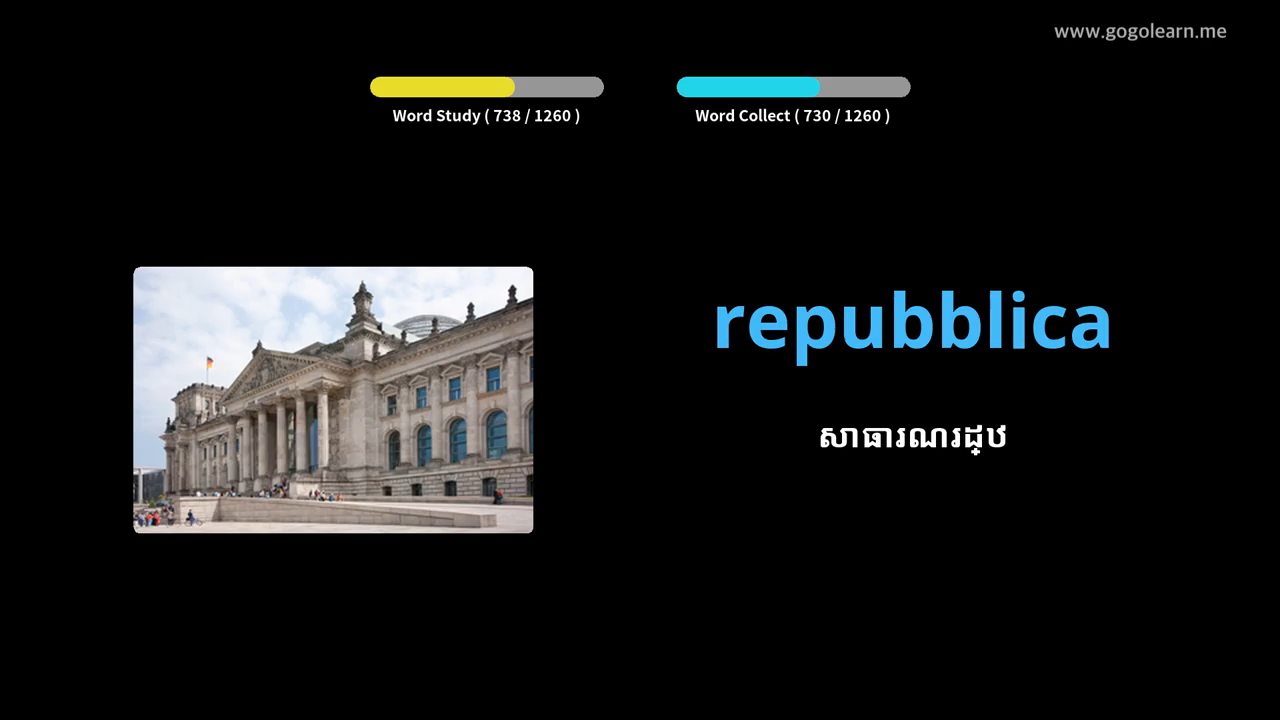 www.gogolearn.me
Word Study ( 738 / 1260 )
Word Collect ( 730 / 1260 )
repubblica
សាធារណរដ្ឋ